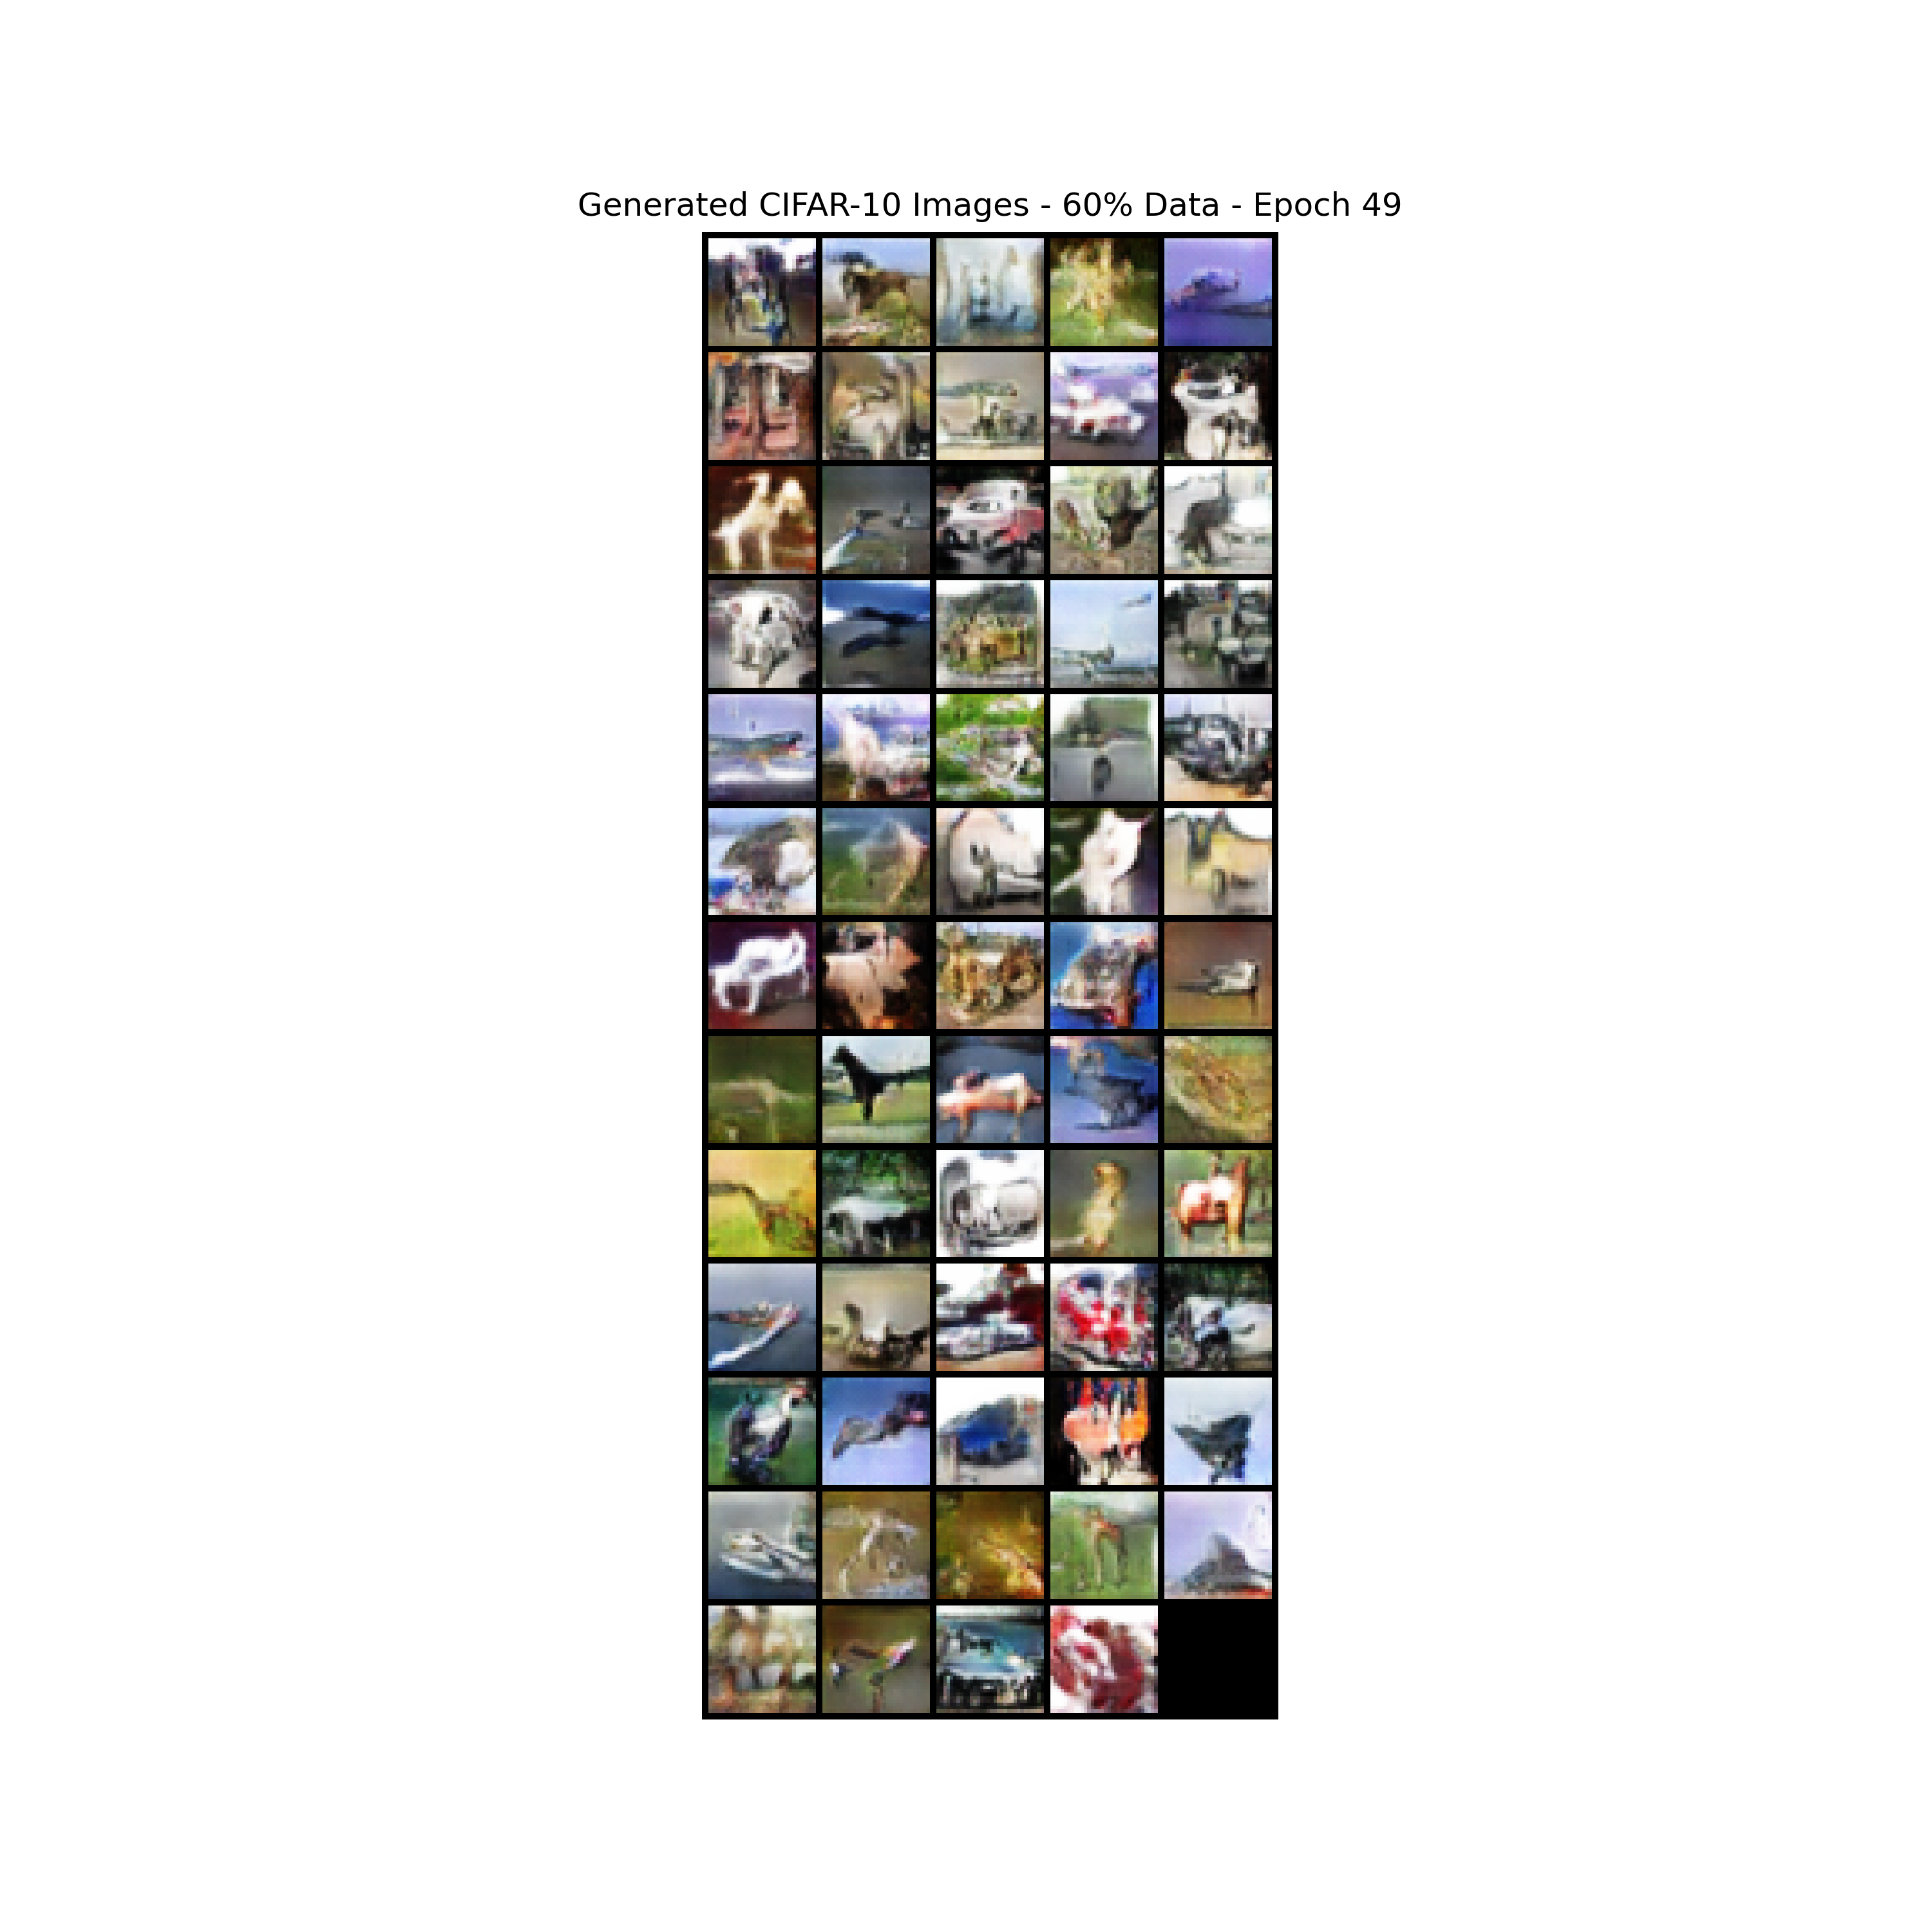 Generated CIFAR-10 Images - 60% Data - Epoch 49